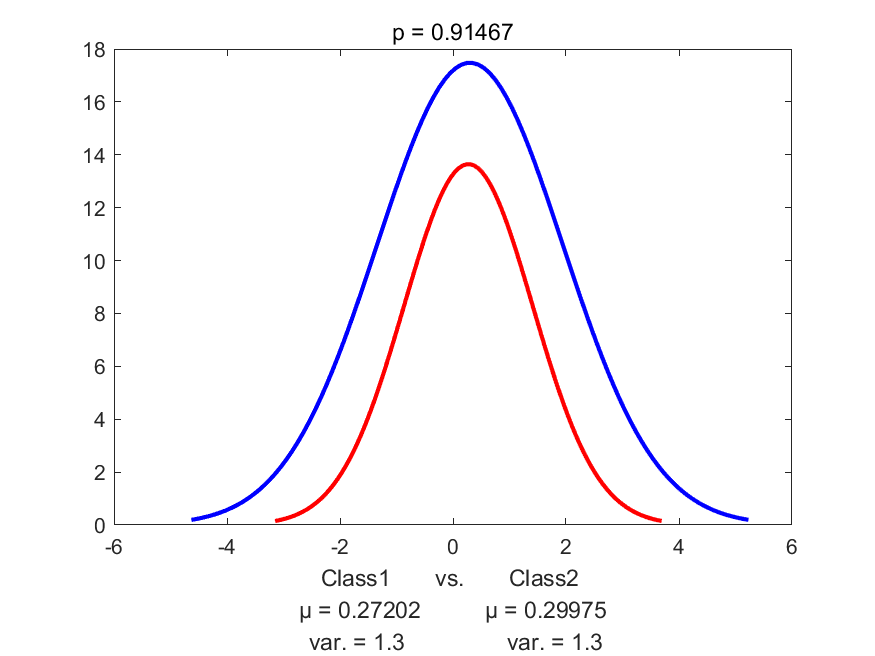 p = 0.91467
18
16
14
12
10
8
6
4
2
0
-6 -4 -2 0 2 4 6
Class1 vs. Class2
μ = 0.27202 μ = 0.29975
var. = 1.3 var. = 1.3